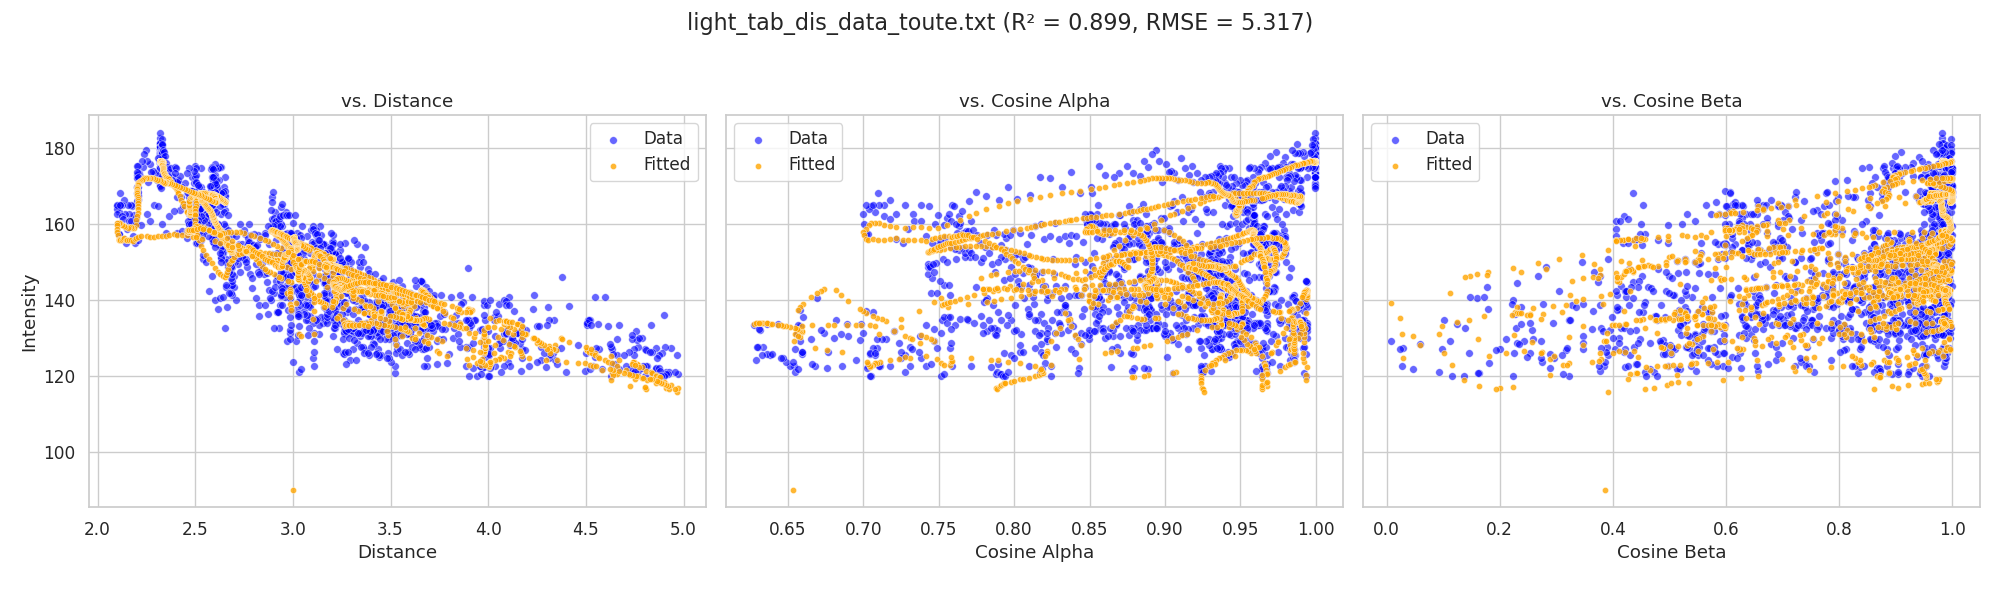 light_tab_dis_data_toute.txt (R² = 0.899, RMSE = 5.317)
vs. Distance
vs. Cosine Alpha
vs. Cosine Beta
Data
Fitted
Data
Fitted
Data
Fitted
Intensity
180
160
140
120
100
2.0 2.5 3.0 3.5 4.0 4.5 5.0
0.65 0.70 0.75 0.80 0.85 0.90 0.95 1.00
0.0 0.2 0.4 0.6 0.8 1.0
Distance
Cosine Alpha
Cosine Beta